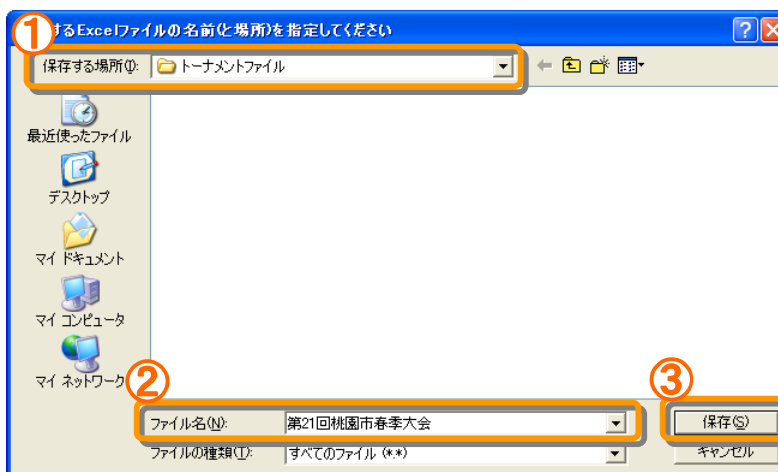 ①するExcelファイルの名前(と場所)を指定してください
保存する場所(I): トーナメントファイル
最近使ったファイル
デスクトップ
マイ ドキュメント
マイ コンピュータ
マイ ネットワーク
②
③
ファイル名(N): 第21回桃園市春季大会 保存(S)
ファイルの種類(T): すべてのファイル (*.*) キャンセル